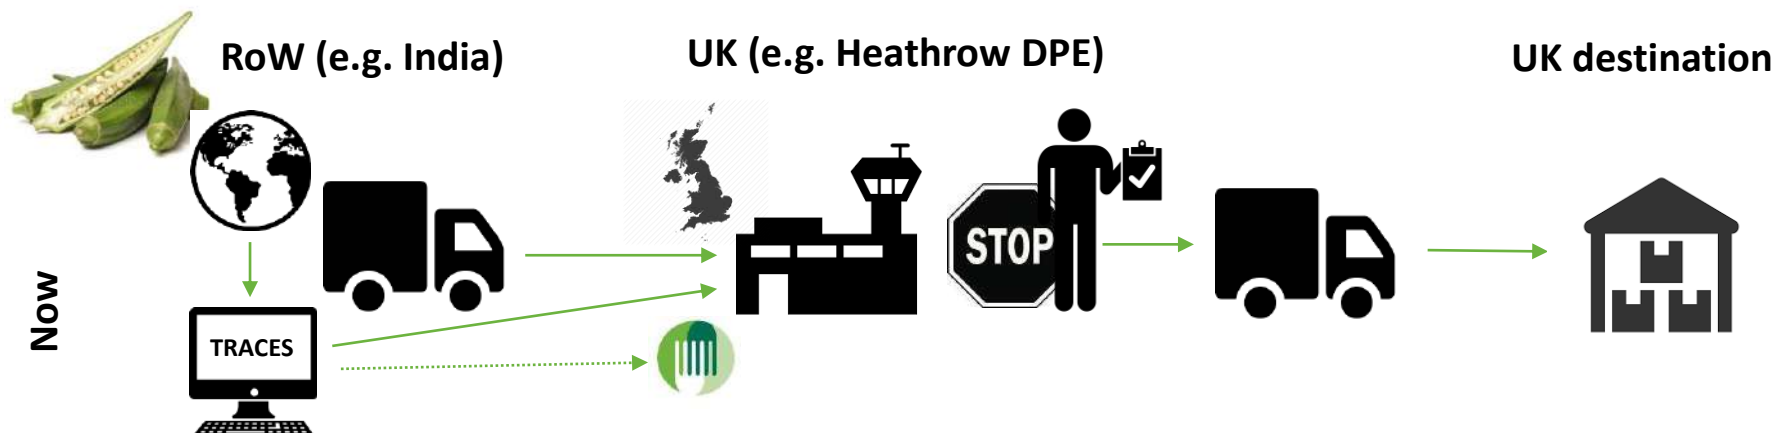 RoW (e.g. India)
UK (e.g. Heathrow DPE)
UK destination
STOP
Now
TRACES